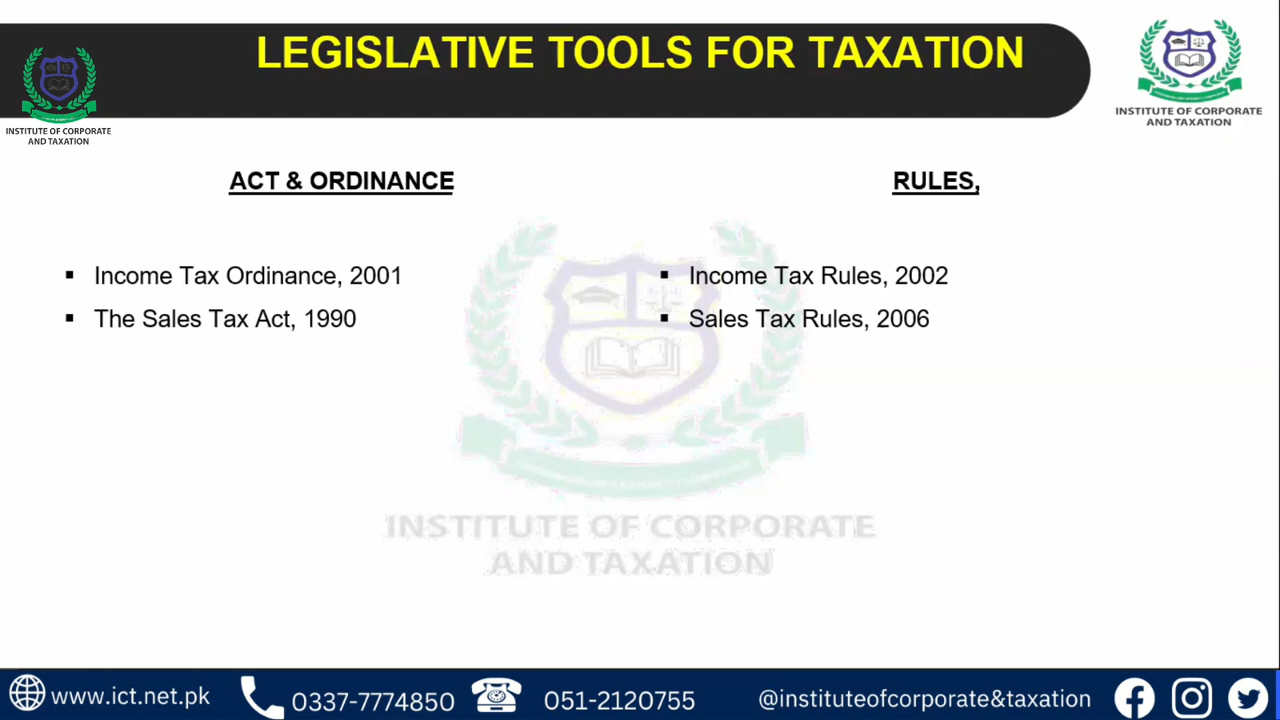 LEGISLATIVE TOOLS FOR TAXATION
INSTITUTE OF CORPORATE
AND TAXATION
INSTITUTE OF CORPORATE
AND TAXATION
ACT & ORDINANCE
▪ Income Tax Ordinance, 2001
▪ The Sales Tax Act, 1990
RULES,
▪ Income Tax Rules, 2002
▪ Sales Tax Rules, 2006
INSTITUTE OF CORPORATE
AND TAXATION
www.ict.net.pk 0337-7774850 051-2120755 @instituteofcorporate&taxation